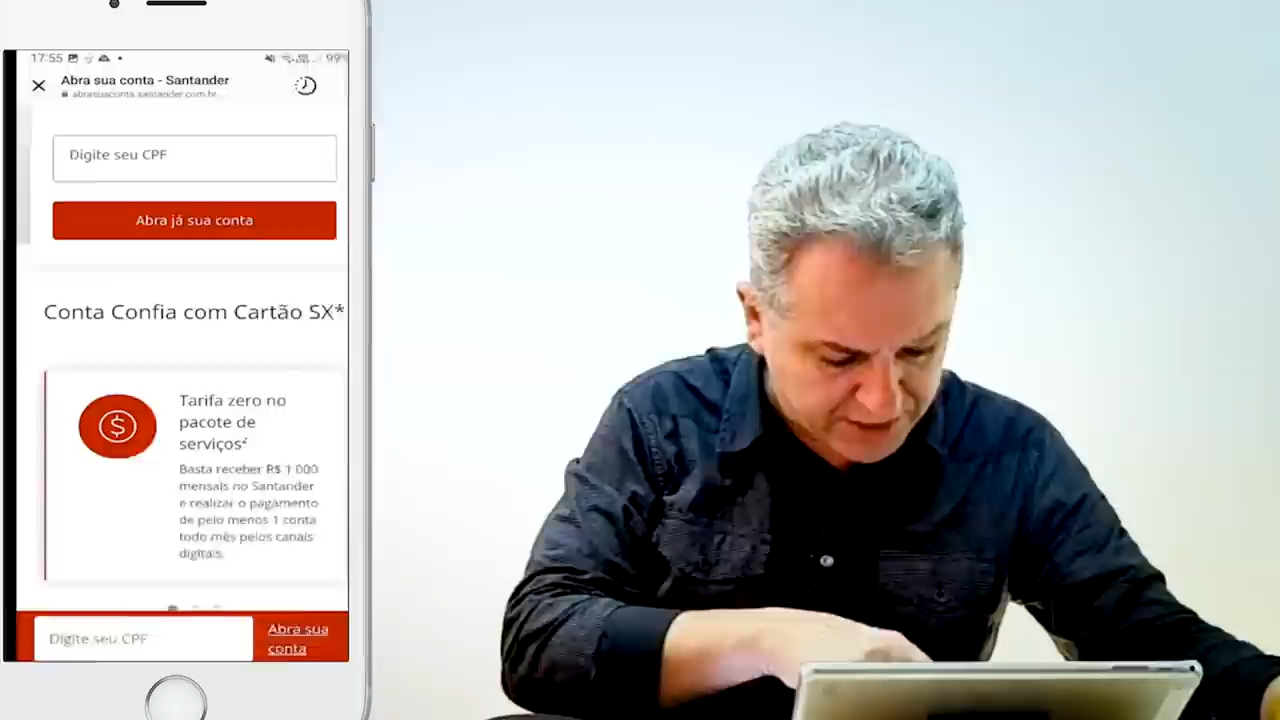 17:55
99%
Abra sua conta - Santander
abrasuaconta.santander.com.br...
Digite seu CPF
Abra já sua conta
Conta Confia com Cartão SX*
Tarifa zero no
pacote de
serviços²
Basta receber R$ 1.000
mensais no Santander
e realizar o pagamento
de pelo menos 1 conta
todo mês pelos canais
digitais.
Digite seu CPF
Abra sua
conta